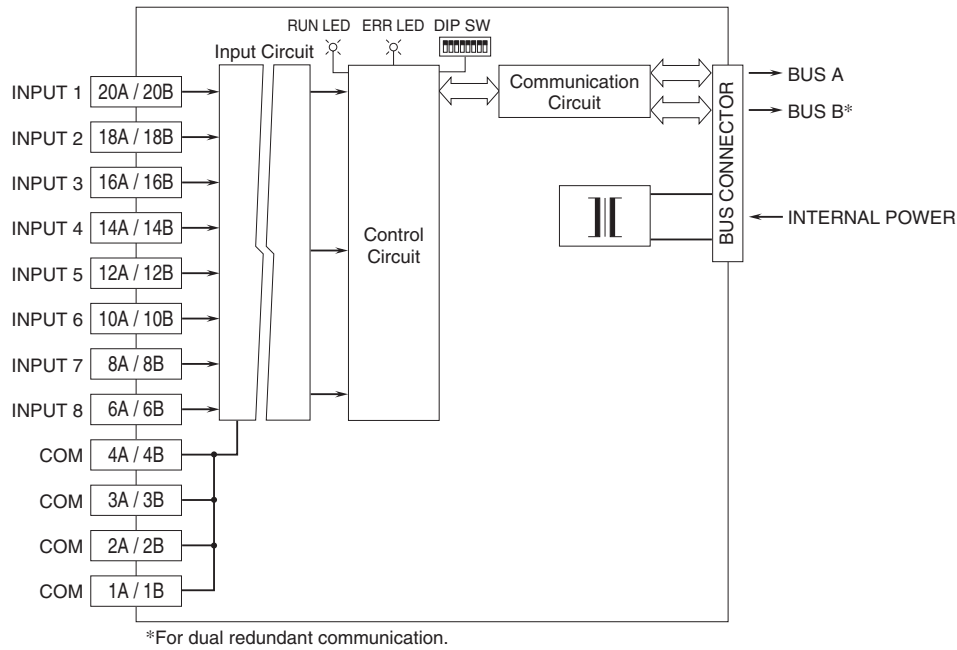 RUN LED ERR LED DIP SW
Input Circuit
INPUT 1 20A / 20B
INPUT 2 18A / 18B
INPUT 3 16A / 16B
INPUT 4 14A / 14B
INPUT 5 12A / 12B
INPUT 6 10A / 10B
INPUT 7 8A / 8B
INPUT 8 6A / 6B
COM 4A / 4B
COM 3A / 3B
COM 2A / 2B
COM 1A / 1B
Control
Circuit
Communication
Circuit
BUS CONNECTOR
BUS A
BUS B*
INTERNAL POWER
*For dual redundant communication.